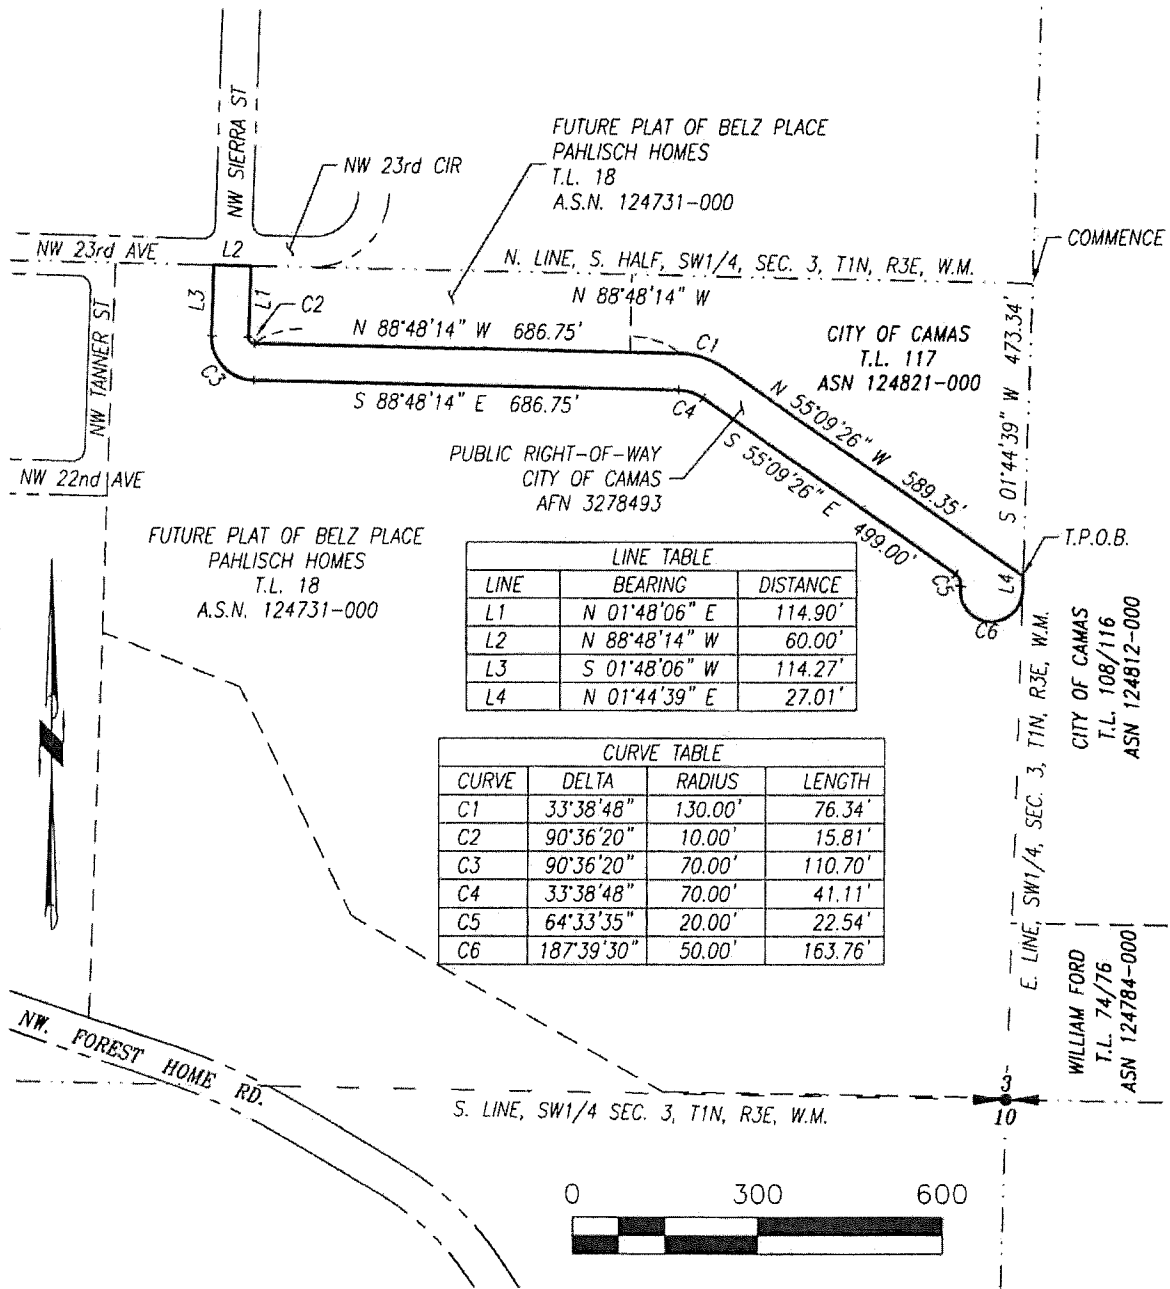 NW SIERRA ST
FUTURE PLAT OF BELZ PLACE
PAHLISCH HOMES
T.L. 18
A.S.N. 124731-000
NW 23rd CIR
NW 23rd AVE
L2
COMMENCE
N. LINE, S. HALF, SW1/4, SEC. 3, T1N, R3E, W.M.
N 88°48'14" W
L3
L1
C2
NW TANNER ST
N 88°48'14" W 686.75'
C1
CITY OF CAMAS
T.L. 117
ASN 124821-000
S 01°44'39" W 473.34'
C3
S 88°48'14" E 686.75'
C4
N 55°09'26" W 589.35'
S 55°09'26" E 499.00'
PUBLIC RIGHT-OF-WAY
CITY OF CAMAS
AFN 3278493
NW 22nd AVE
FUTURE PLAT OF BELZ PLACE
PAHLISCH HOMES
T.L. 18
A.S.N. 124731-000
T.P.O.B.
C5
L4
C6
LINE TABLE
LINE BEARING DISTANCE
L1 N 01°48'06" E 114.90'
L2 N 88°48'14" W 60.00'
L3 S 01°48'06" W 114.27'
L4 N 01°44'39" E 27.01'
CITY OF CAMAS
T.L. 108/116
ASN 124812-000
CURVE TABLE
CURVE DELTA RADIUS LENGTH
C1 33°38'48" 130.00' 76.34'
C2 90°36'20" 10.00' 15.81'
C3 90°36'20" 70.00' 110.70'
C4 33°38'48" 70.00' 41.11'
C5 64°33'35" 20.00' 22.54'
C6 187°39'30" 50.00' 163.76'
E. LINE, SW1/4, SEC. 3, T1N, R3E, W.M.
WILLIAM FORD
T.L. 74/76
ASN 124784-000
NW. FOREST HOME RD.
S. LINE, SW1/4 SEC. 3, T1N, R3E, W.M.
3
10
0 300 600